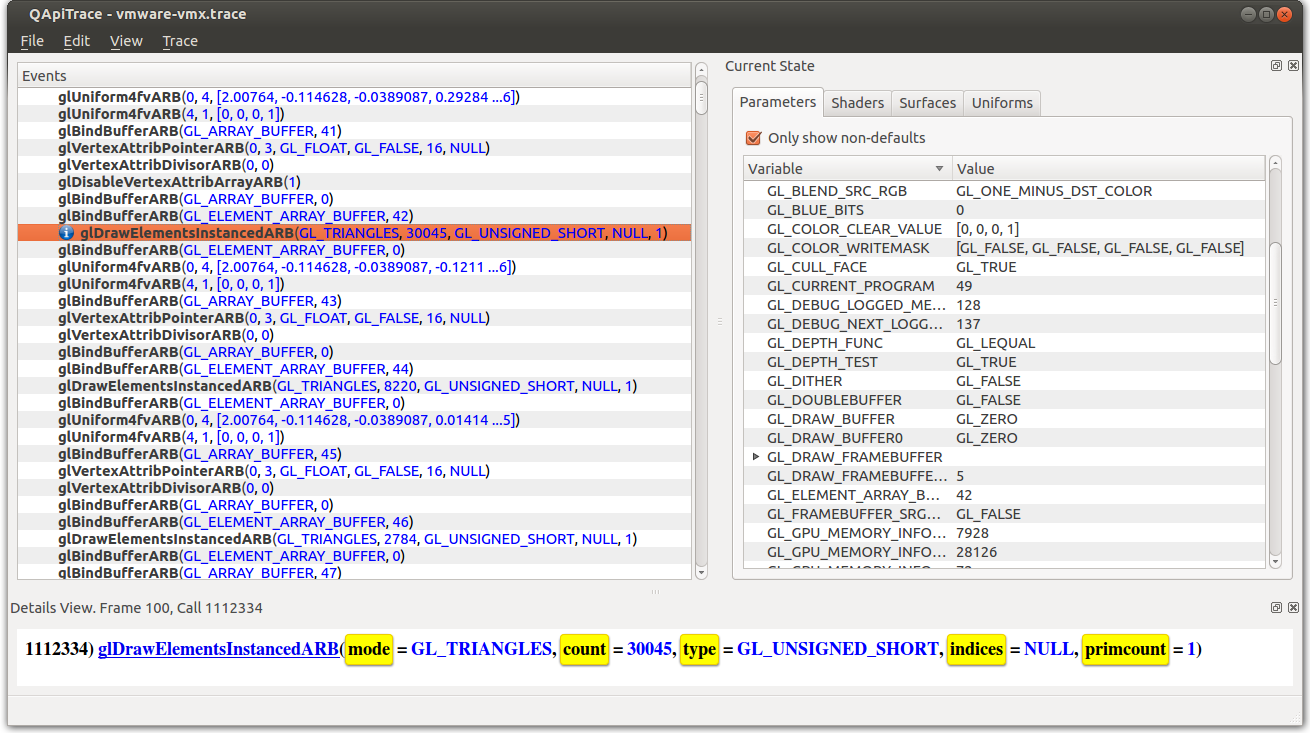 QApiTrace - vmware-vmx.trace
File Edit View Trace
Events
glUniform4fvARB(0, 4, [2.00764, -0.114628, -0.0389087, 0.29284 ...6])
glUniform4fvARB(4, 1, [0, 0, 0, 1])
glBindBufferARB(GL_ARRAY_BUFFER, 41)
glVertexAttribPointerARB(0, 3, GL_FLOAT, GL_FALSE, 16, NULL)
glVertexAttribDivisorARB(0, 0)
glDisableVertexAttribArrayARB(1)
glBindBufferARB(GL_ARRAY_BUFFER, 0)
glBindBufferARB(GL_ELEMENT_ARRAY_BUFFER, 42)
glDrawElementsInstancedARB(GL_TRIANGLES, 30045, GL_UNSIGNED_SHORT, NULL, 1)
glBindBufferARB(GL_ELEMENT_ARRAY_BUFFER, 0)
glUniform4fvARB(0, 4, [2.00764, -0.114628, -0.0389087, -0.1211 ...6])
glUniform4fvARB(4, 1, [0, 0, 0, 1])
glBindBufferARB(GL_ARRAY_BUFFER, 43)
glVertexAttribPointerARB(0, 3, GL_FLOAT, GL_FALSE, 16, NULL)
glVertexAttribDivisorARB(0, 0)
glBindBufferARB(GL_ARRAY_BUFFER, 0)
glBindBufferARB(GL_ELEMENT_ARRAY_BUFFER, 44)
glDrawElementsInstancedARB(GL_TRIANGLES, 8220, GL_UNSIGNED_SHORT, NULL, 1)
glBindBufferARB(GL_ELEMENT_ARRAY_BUFFER, 0)
glUniform4fvARB(0, 4, [2.00764, -0.114628, -0.0389087, 0.01414 ...5])
glUniform4fvARB(4, 1, [0, 0, 0, 1])
glBindBufferARB(GL_ARRAY_BUFFER, 45)
glVertexAttribPointerARB(0, 3, GL_FLOAT, GL_FALSE, 16, NULL)
glVertexAttribDivisorARB(0, 0)
glBindBufferARB(GL_ARRAY_BUFFER, 0)
glBindBufferARB(GL_ELEMENT_ARRAY_BUFFER, 46)
glDrawElementsInstancedARB(GL_TRIANGLES, 2784, GL_UNSIGNED_SHORT, NULL, 1)
glBindBufferARB(GL_ELEMENT_ARRAY_BUFFER, 0)
glBindBufferARB(GL_ARRAY_BUFFER, 47)
Current State
Parameters Shaders Surfaces Uniforms
Only show non-defaults
Variable Value
GL_BLEND_SRC_RGB GL_ONE_MINUS_DST_COLOR
GL_BLUE_BITS 0
GL_COLOR_CLEAR_VALUE [0, 0, 0, 1]
GL_COLOR_WRITEMASK [GL_FALSE, GL_FALSE, GL_FALSE, GL_FALSE]
GL_CULL_FACE GL_TRUE
GL_CURRENT_PROGRAM 49
GL_DEBUG_LOGGED_ME... 128
GL_DEBUG_NEXT_LOGG... 137
GL_DEPTH_FUNC GL_LEQUAL
GL_DEPTH_TEST GL_TRUE
GL_DITHER GL_FALSE
GL_DOUBLEBUFFER GL_FALSE
GL_DRAW_BUFFER GL_ZERO
GL_DRAW_BUFFER0 GL_ZERO
GL_DRAW_FRAMEBUFFER
GL_DRAW_FRAMEBUFFE... 5
GL_ELEMENT_ARRAY_B... 42
GL_FRAMEBUFFER_SRG... GL_FALSE
GL_GPU_MEMORY_INFO... 7928
GL_GPU_MEMORY_INFO... 28126
GL_GPU_MEMORY_INFO... 72
Details View. Frame 100, Call 1112334
1112334) glDrawElementsInstancedARB(mode = GL_TRIANGLES, count = 30045, type = GL_UNSIGNED_SHORT, indices = NULL, primcount = 1)